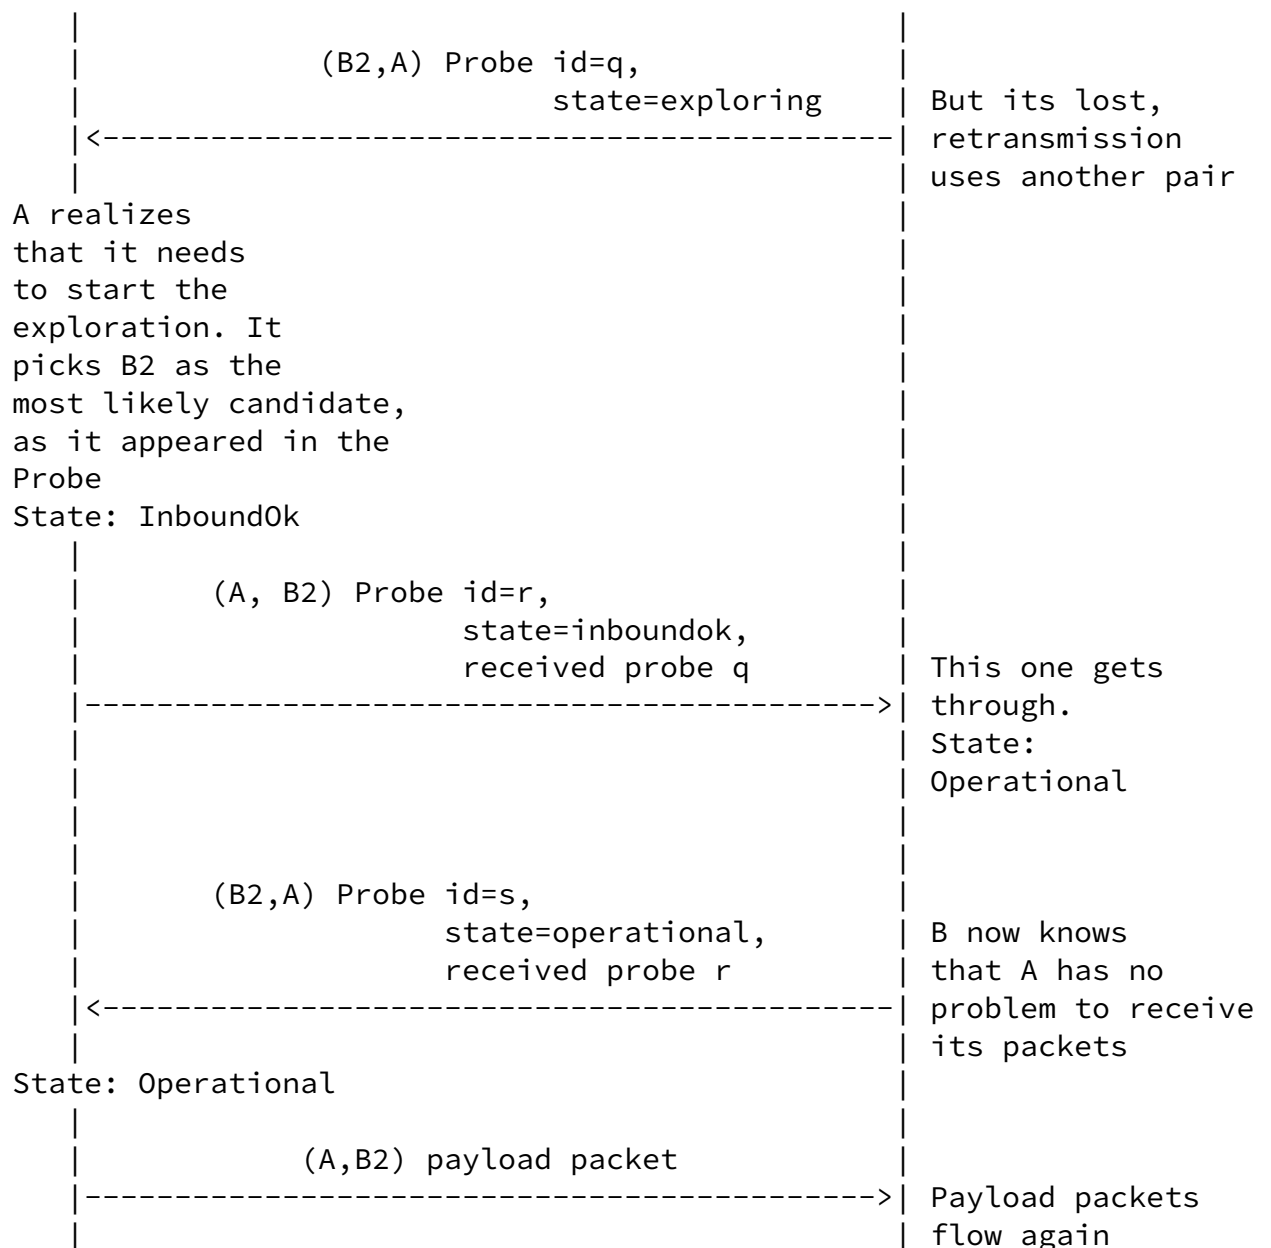 (B2,A) Probe id=q,
state=exploring
But its lost,
<--------------------------------------------| retransmission
uses another pair
A realizes
that it needs
to start the
exploration. It
picks B2 as the
most likely candidate,
as it appeared in the
Probe
State: InboundOk
(A, B2) Probe id=r,
state=inboundok,
received probe q
This one gets
|-------------------------------------------->| through.
State:
Operational
(B2,A) Probe id=s,
state=operational,
B now knows
received probe r
that A has no
|<--------------------------------------------| problem to receive
its packets
State: Operational
(A,B2) payload packet
|-------------------------------------------->| Payload packets
flow again